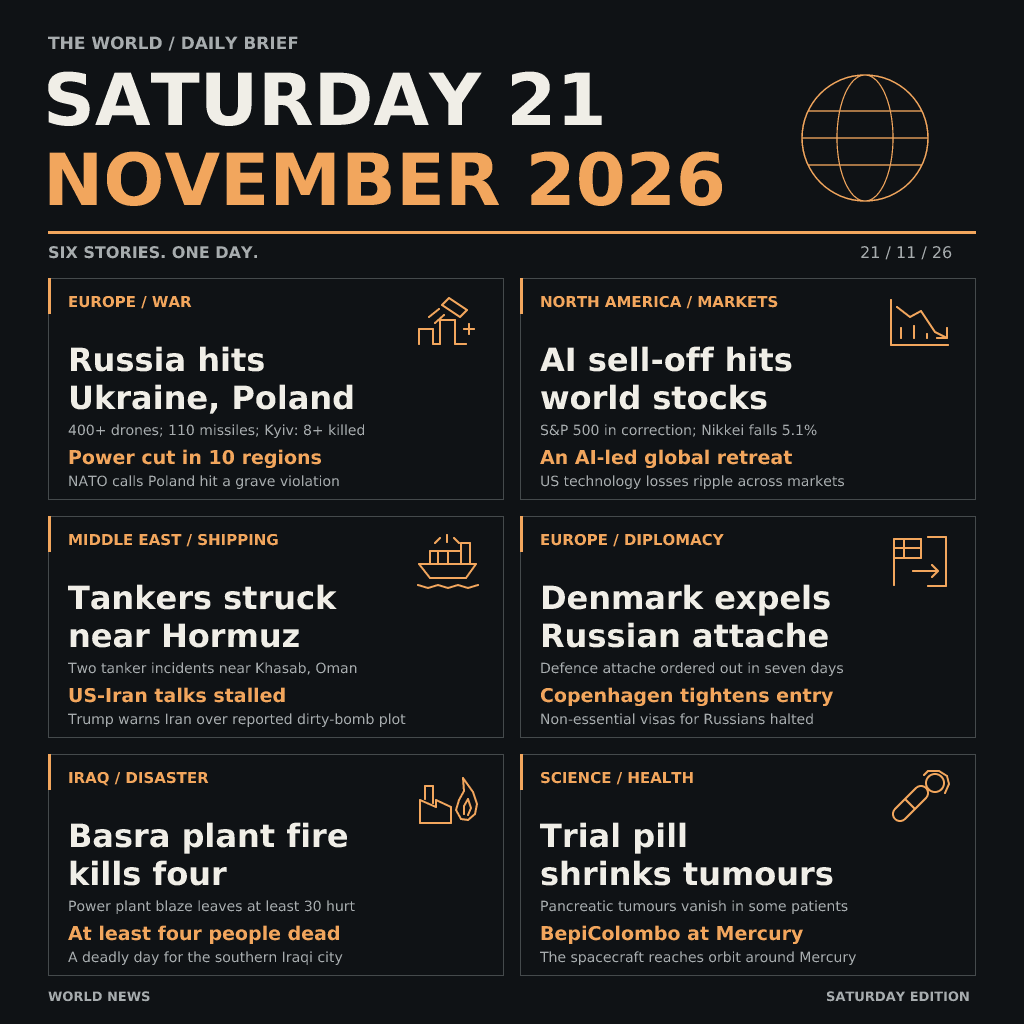 THE WORLD / DAILY BRIEF
SATURDAY 21
NOVEMBER 2026
SIX STORIES. ONE DAY.
21 / 11 / 26
EUROPE / WAR
Russia hits
Ukraine, Poland
400+ drones; 110 missiles; Kyiv: 8+ killed
Power cut in 10 regions
NATO calls Poland hit a grave violation
NORTH AMERICA / MARKETS
AI sell-off hits
world stocks
S&P 500 in correction; Nikkei falls 5.1%
An AI-led global retreat
US technology losses ripple across markets
MIDDLE EAST / SHIPPING
Tankers struck
near Hormuz
Two tanker incidents near Khasab, Oman
US-Iran talks stalled
Trump warns Iran over reported dirty-bomb plot
EUROPE / DIPLOMACY
Denmark expels
Russian attache
Defence attache ordered out in seven days
Copenhagen tightens entry
Non-essential visas for Russians halted
IRAQ / DISASTER
Basra plant fire
kills four
Power plant blaze leaves at least 30 hurt
At least four people dead
A deadly day for the southern Iraqi city
SCIENCE / HEALTH
Trial pill
shrinks tumours
Pancreatic tumours vanish in some patients
BepiColombo at Mercury
The spacecraft reaches orbit around Mercury
WORLD NEWS
SATURDAY EDITION